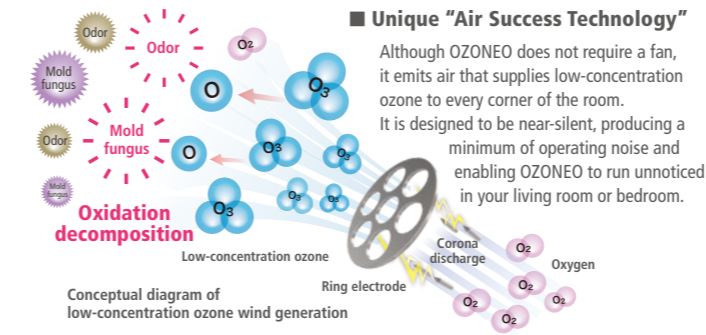 ■ Unique “Air Success Technology”
Although OZONEO does not require a fan,
it emits air that supplies low-concentration
ozone to every corner of the room.
It is designed to be near-silent, producing a
minimum of operating noise and
enabling OZONEO to run unnoticed
in your living room or bedroom.
Odor
Odor
O2
Mold
fungus
O
O3
Mold
fungus
Odor
O
O3
O3
Mold
fungus
O3
O3
O3
Oxidation
decomposition
Low-concentration ozone
Corona
discharge
O2
Oxygen
Ring electrode
O2
O2
O2
O2
Conceptual diagram of
low-concentration ozone wind generation